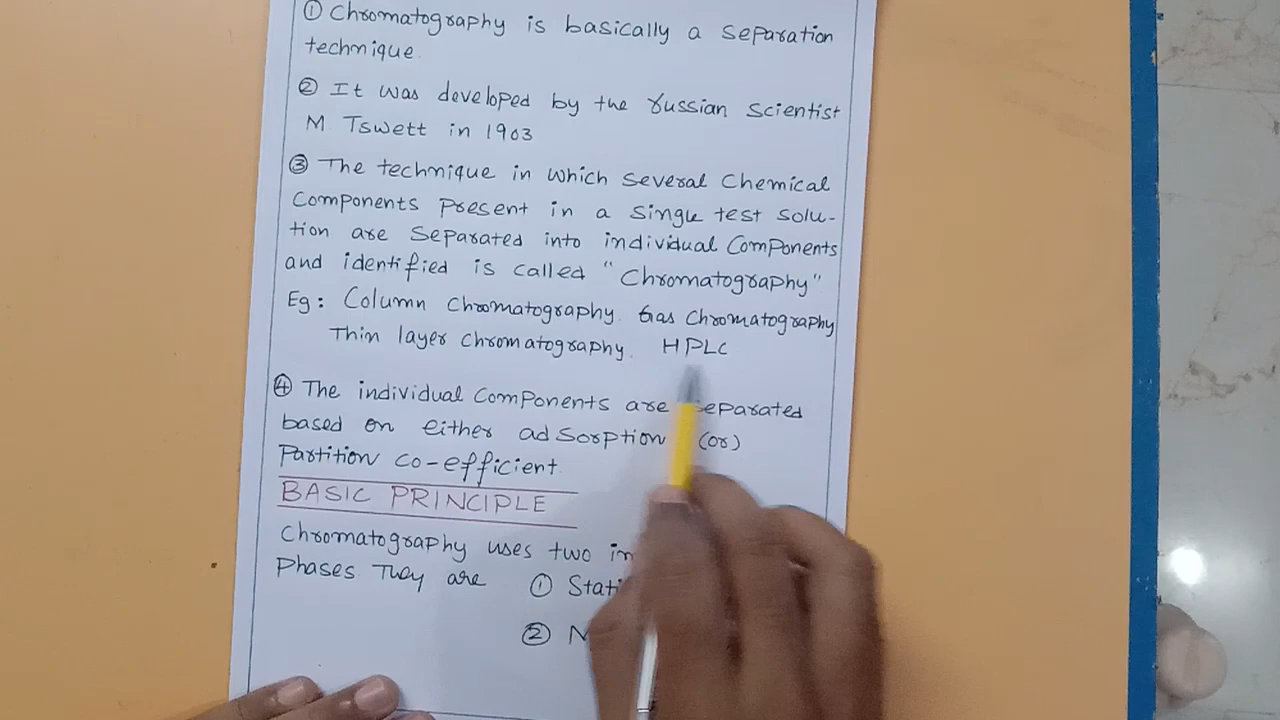 ① Chromatography is basically a separation
technique.
② It was developed by the russian scientist
M Tswett in 1903
③ The technique in which several chemical
Components present in a single test solu-
tion are separated into individual Components
and identified is called "Chromatography"
Eg: Column chromatography. Gas chromatography
Thin layer chromatography. HPLC
④ The individual Components are separated
based on either adsorption (or)
Partition co-efficient.
BASIC PRINCIPLE
Chromatography uses two
Phases They are ①
②